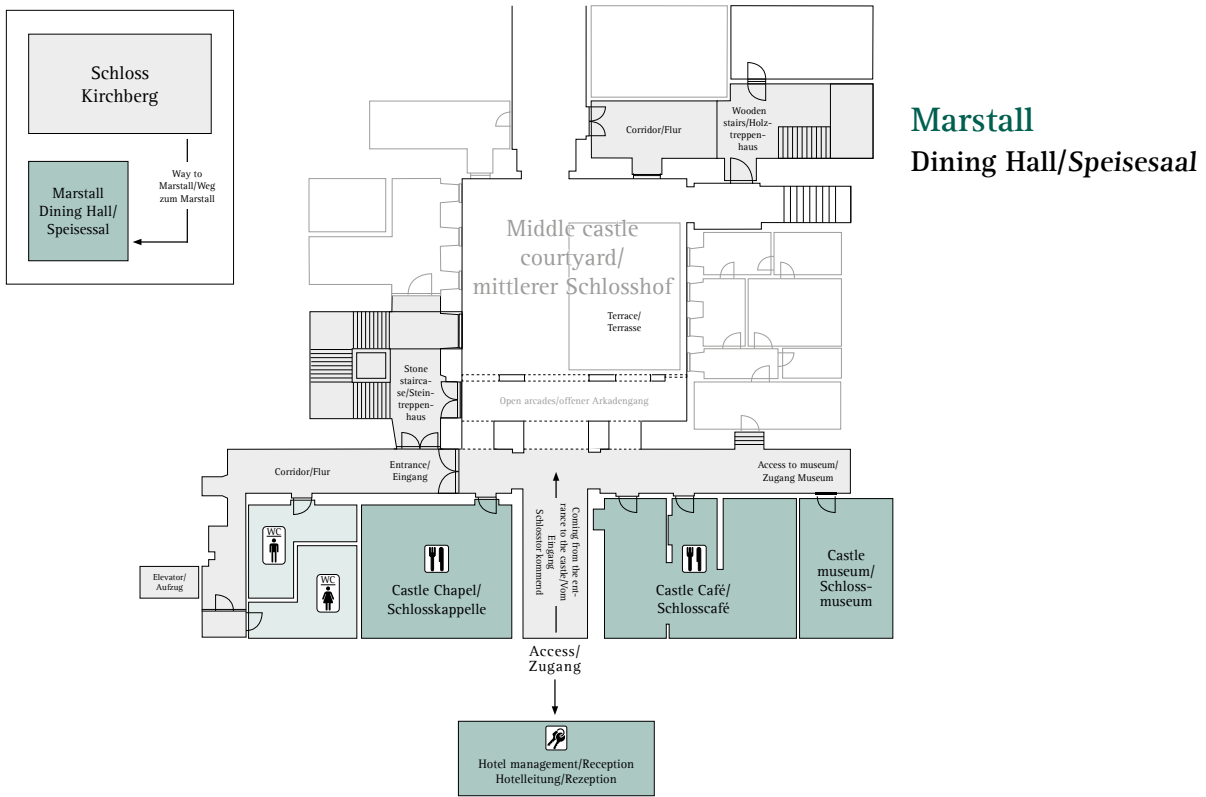 Schloss
Kirchberg
Marstall
Dining Hall/
Speisessal
Way to
Marstall/Weg
zum Marstall
Marstall
Dining Hall/Speisesaal
Corridor/Flur
Wooden
stairs/Holz-
treppen-
haus
Middle castle
courtyard/
mittlerer Schlosshof
Terrace/
Terrasse
Stone
stairca-
se/Stein-
treppen-
haus
Open arcades/offener Arkadengang
Corridor/Flur
Entrance/
Eingang
Access to museum/
Zugang Museum
Coming from the ent-
rance to the castle/Vom
Eingang
Schlosstor kommend
WC
WC
Elevator/
Aufzug
Castle Chapel/
Schlosskappelle
Castle Café/
Schlosscafé
Castle
museum/
Schloss-
museum
Access/
Zugang
Hotel management/Reception
Hotelleitung/Rezeption